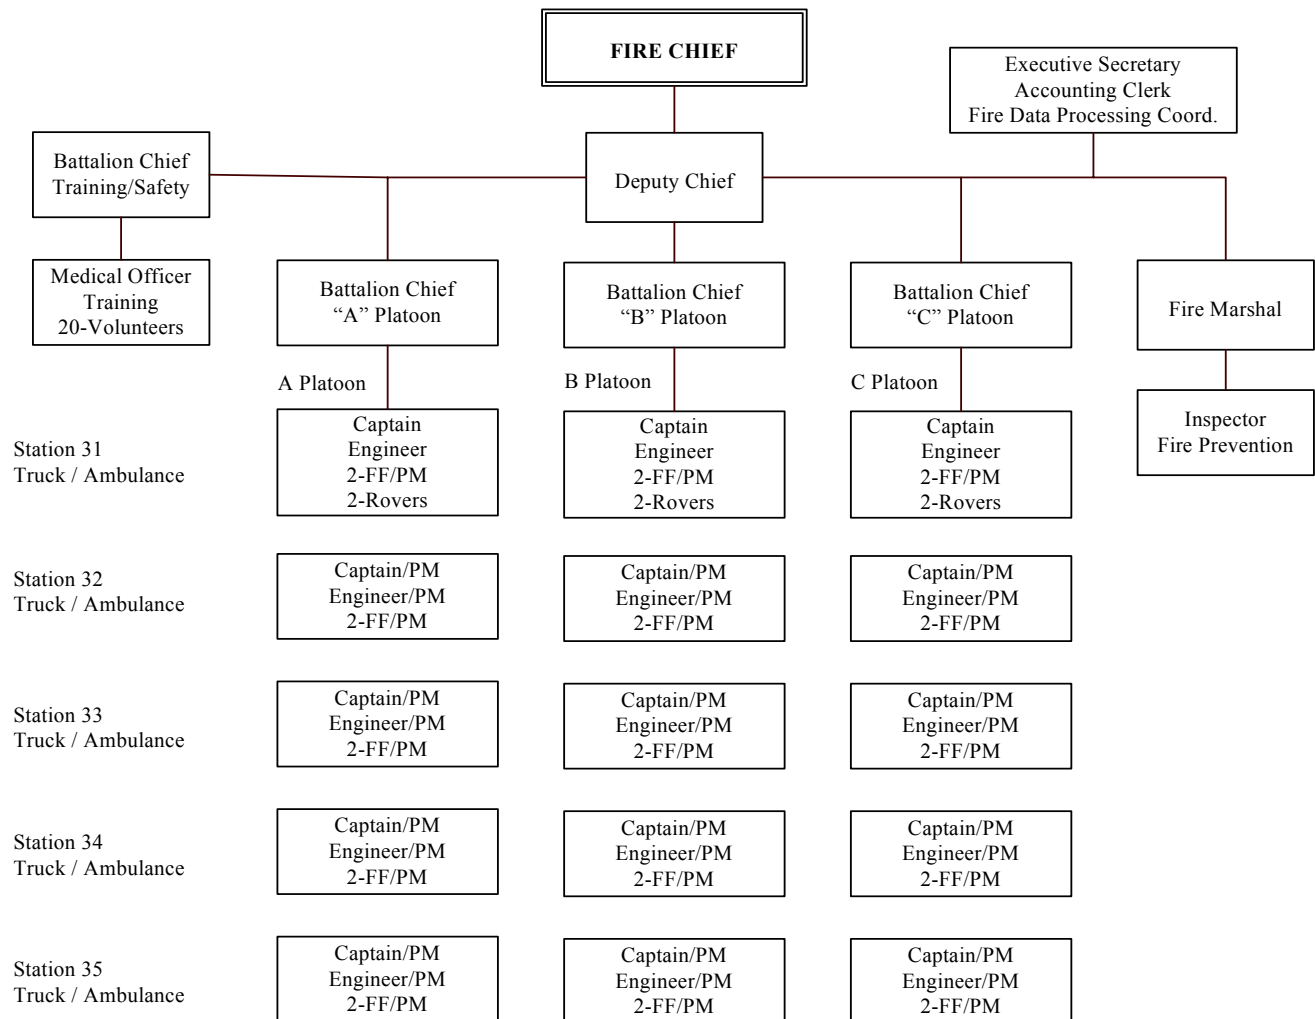 FIRE CHIEF
Executive Secretary
Accounting Clerk
Fire Data Processing Coord.
Battalion Chief
Training/Safety
Deputy Chief
Medical Officer
Training
20-Volunteers
Battalion Chief
“A” Platoon
Battalion Chief
“B” Platoon
Battalion Chief
“C” Platoon
Fire Marshal
A Platoon
B Platoon
C Platoon
Inspector
Fire Prevention
Station 31
Truck / Ambulance
Captain
Engineer
2-FF/PM
2-Rovers
Captain
Engineer
2-FF/PM
2-Rovers
Captain
Engineer
2-FF/PM
2-Rovers
Station 32
Truck / Ambulance
Captain/PM
Engineer/PM
2-FF/PM
Captain/PM
Engineer/PM
2-FF/PM
Captain/PM
Engineer/PM
2-FF/PM
Station 33
Truck / Ambulance
Captain/PM
Engineer/PM
2-FF/PM
Captain/PM
Engineer/PM
2-FF/PM
Captain/PM
Engineer/PM
2-FF/PM
Station 34
Truck / Ambulance
Captain/PM
Engineer/PM
2-FF/PM
Captain/PM
Engineer/PM
2-FF/PM
Captain/PM
Engineer/PM
2-FF/PM
Station 35
Truck / Ambulance
Captain/PM
Engineer/PM
2-FF/PM
Captain/PM
Engineer/PM
2-FF/PM
Captain/PM
Engineer/PM
2-FF/PM